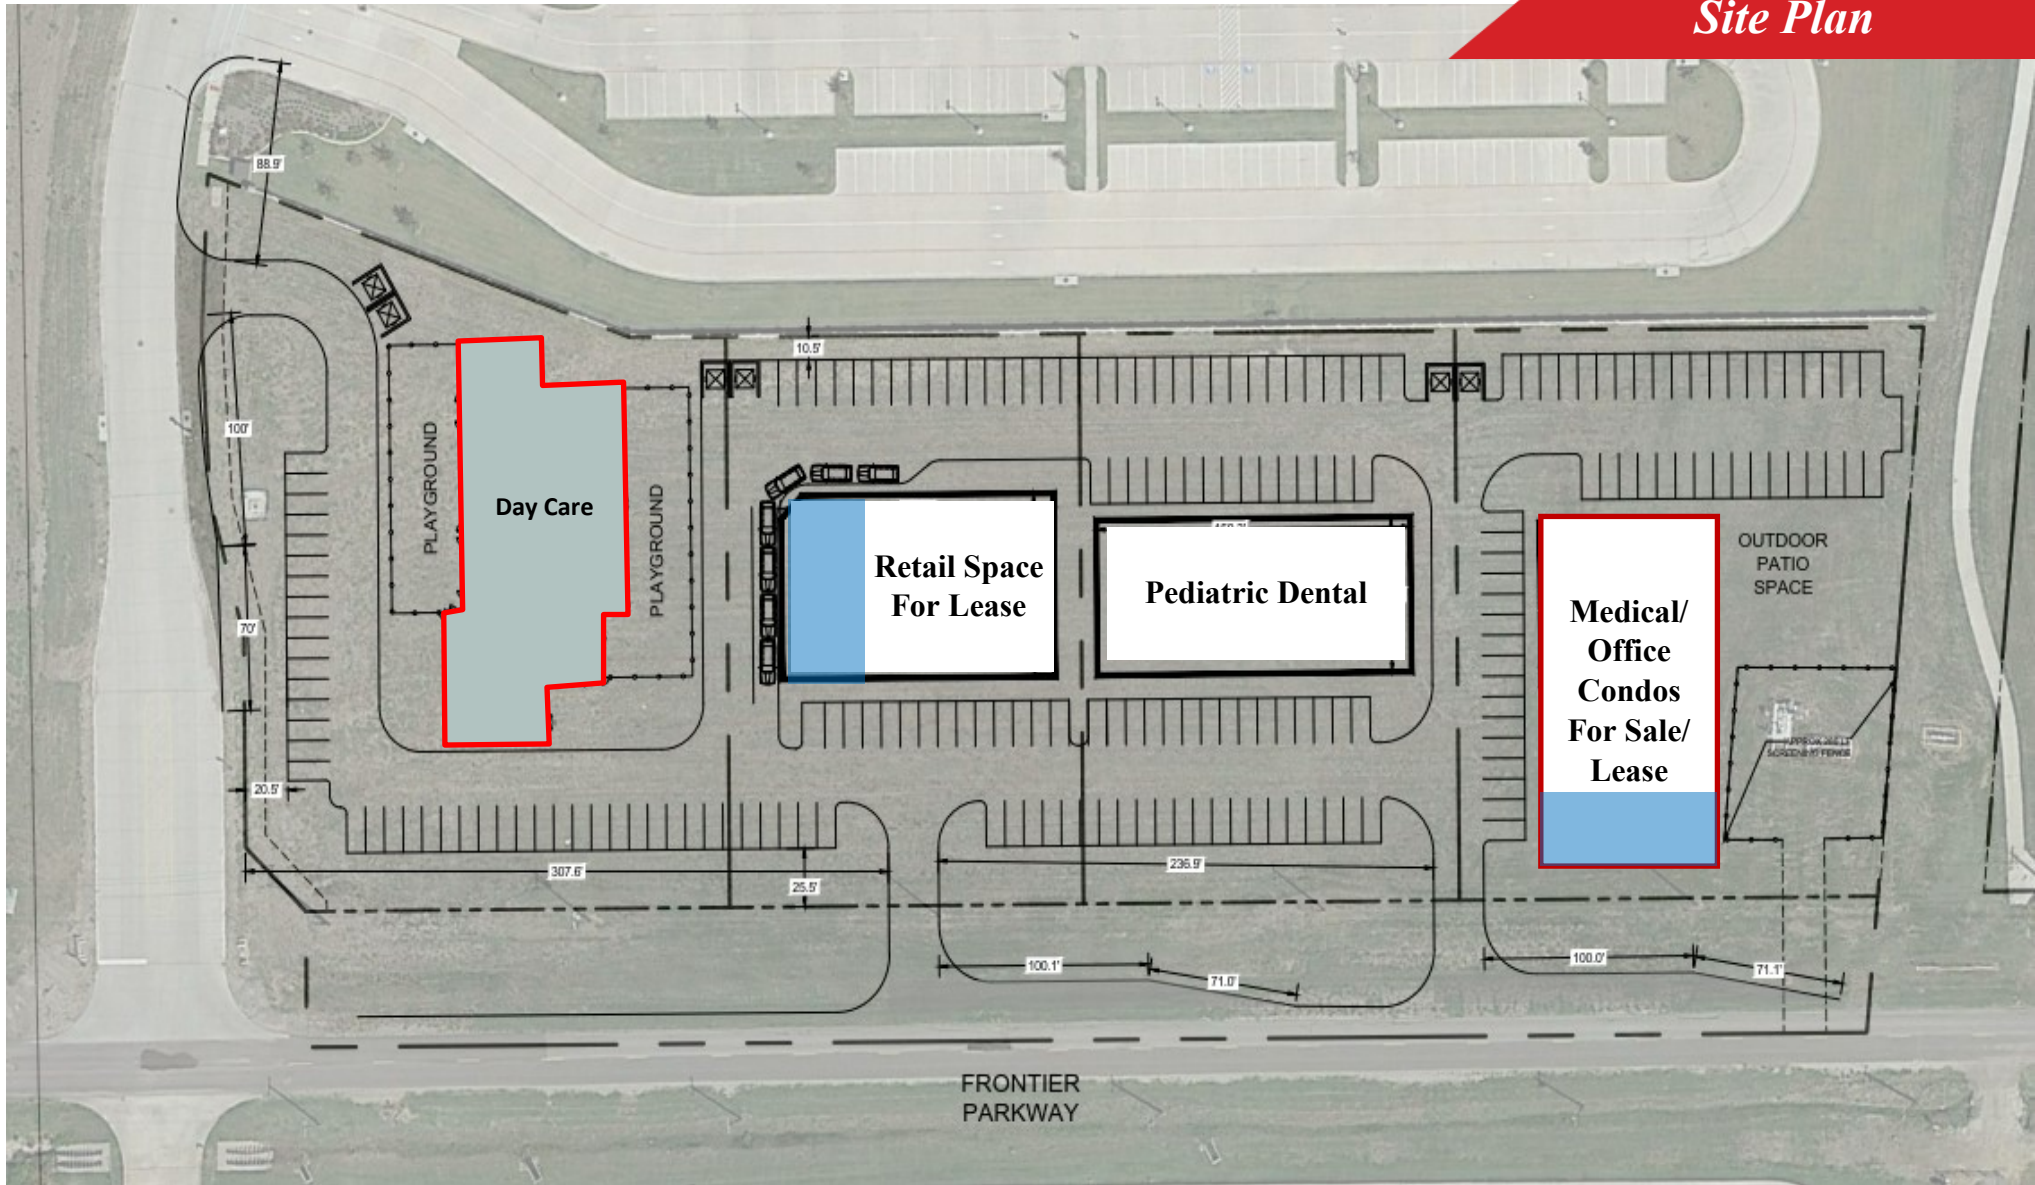 Site Plan
88.9'
10.5'
100'
PLAYGROUND
Day Care
PLAYGROUND
Retail Space
For Lease
Pediatric Dental
OUTDOOR
PATIO
SPACE
Medical/
Office
Condos
For Sale/
Lease
70'
SCREENING FENCE
20.5'
307.6'
25.5'
236.9'
100.1'
71.0'
100.0'
71.1'
FRONTIER
PARKWAY